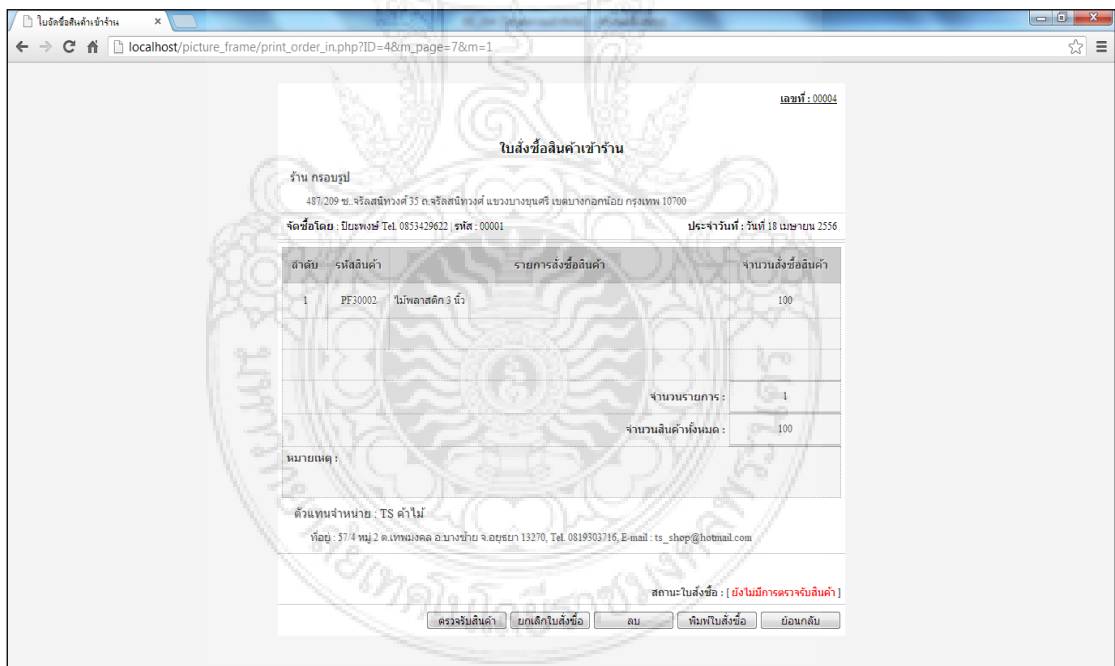 ใบจัดซื้อสินค้าเข้าร้าน
localhost/picture_frame/print_order_in.php?ID=4&m_page=7&m=1
เลขที่ : 00004
ใบสั่งซื้อสินค้าเข้าร้าน
ร้าน กรอบรูป
487/209 ซ. จรัลสนิทวงศ์ 35 ถ.จรัลสนิทวงศ์ แขวงบางขุนศรี เขตบางกอกน้อย กรุงเทพ 10700
จัดซื้อโดย : ปิยะพงษ์ Tel. 0853429622 | รหัส : 00001 ประจำวันที่ : วันที่ 18 เมษายน 2556
ลำดับ รหัสสินค้า รายการสั่งซื้อสินค้า จำนวนสั่งซื้อสินค้า
1 PF30002 ไม้พลาสติก 3 นิ้ว 100
จำนวนรายการ : 1
จำนวนสินค้าทั้งหมด : 100
หมายเหตุ :
ตัวแทนจำหน่าย : TS ค้าไม้
ที่อยู่ : 57/4 หมู่ 2 ต.เทพมงคล อ.บางซ้าย จ.อยุธยา 13270, Tel. 0819303716, E-mail : ts_shop@hotmail.com
สถานะใบสั่งซื้อ : [ ยังไม่มีการตรวจรับสินค้า ]
ตรวจรับสินค้า ยกเลิกใบสั่งซื้อ ลบ พิมพ์ใบสั่งซื้อ ย้อนกลับ